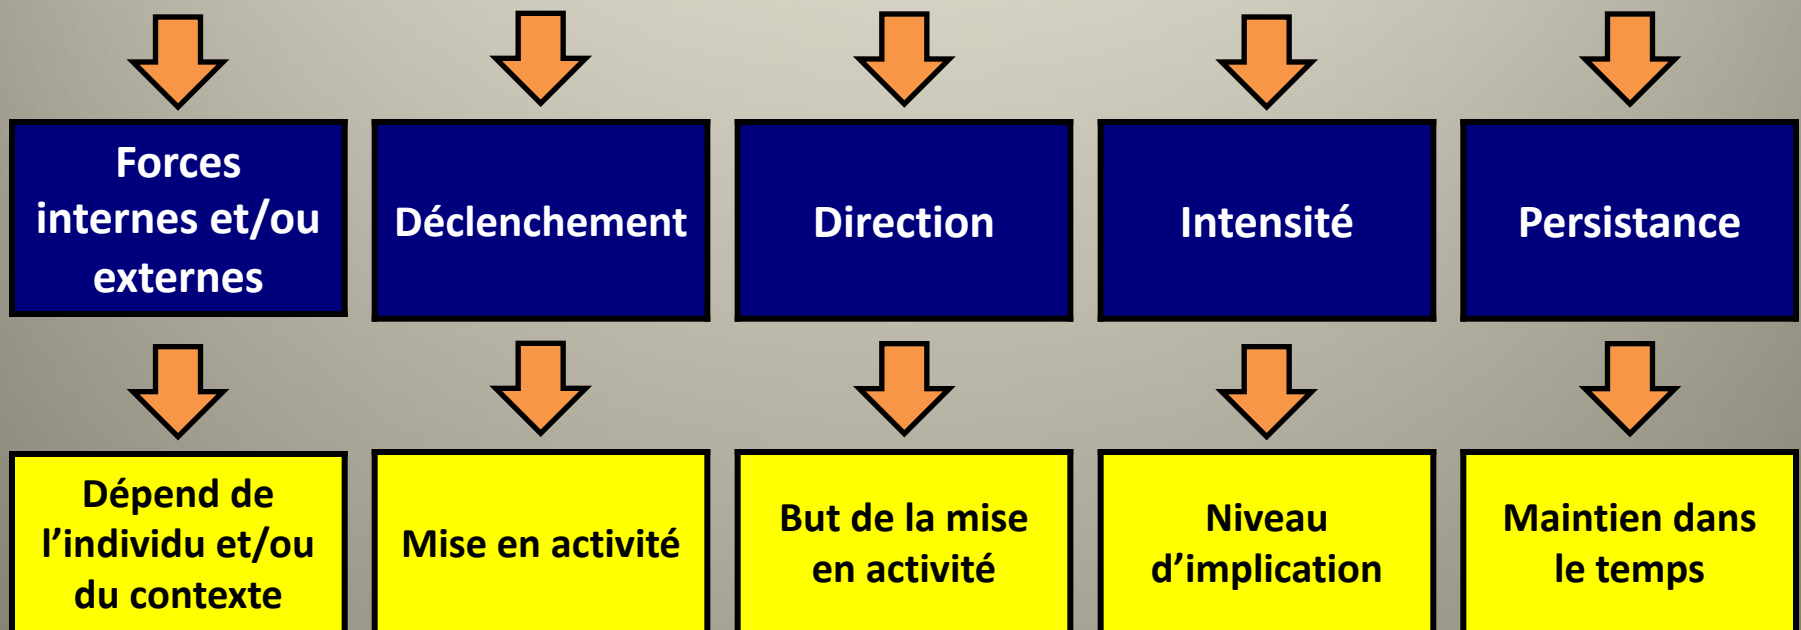 Forces
internes et/ou
externes
Déclenchement
Direction
Intensité
Persistance
Dépend de
l’individu et/ou
du contexte
Mise en activité
But de la mise
en activité
Niveau
d’implication
Maintien dans
le temps